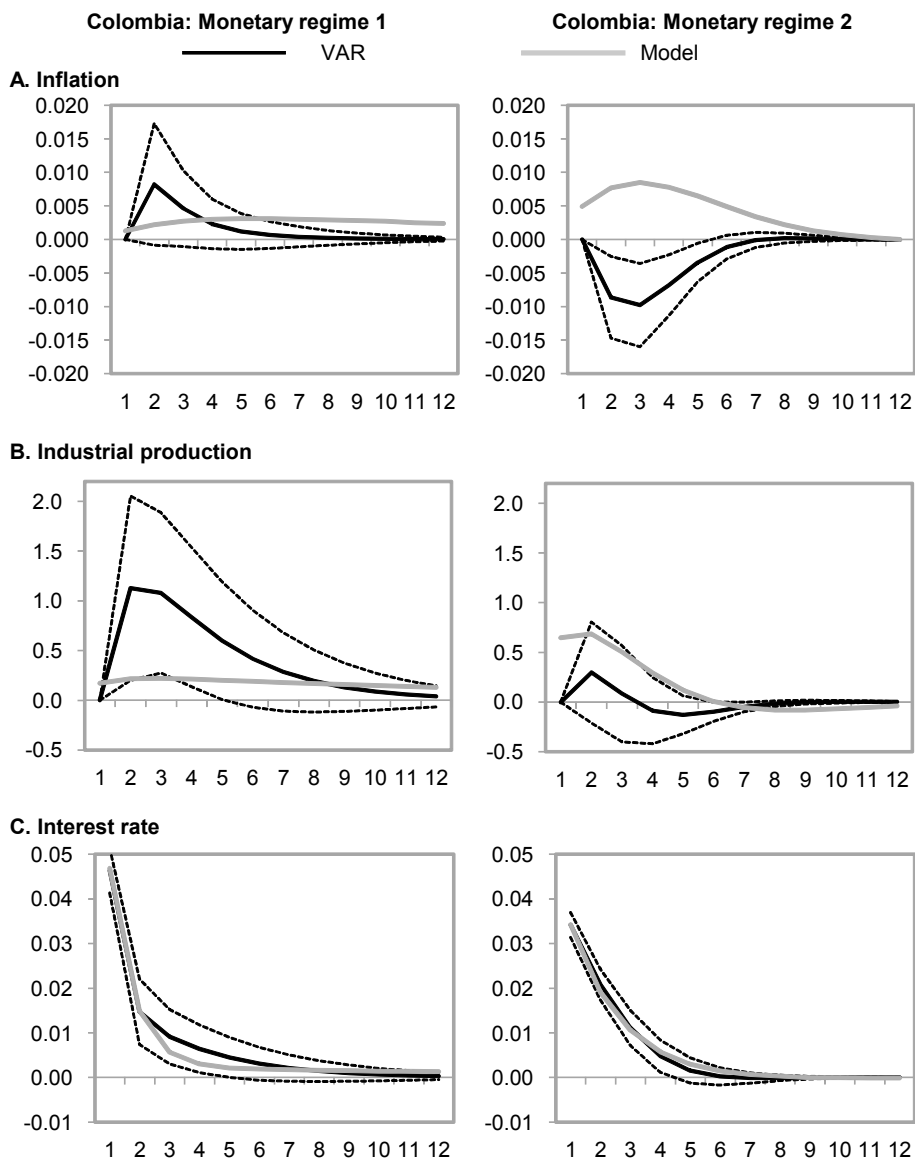 Colombia: Monetary regime 1 Colombia: Monetary regime 2
VAR Model
A. Inflation
0.020 0.020
0.015 0.015
0.010 0.010
0.005 0.005
0.000 0.000
-0.005 -0.005
-0.010 -0.010
-0.015 -0.015
-0.020 -0.020
1 2 3 4 5 6 7 8 9 10 11 12 1 2 3 4 5 6 7 8 9 10 11 12
B. Industrial production
2.0 2.0
1.5 1.5
1.0 1.0
0.5 0.5
0.0 0.0
-0.5 -0.5
1 2 3 4 5 6 7 8 9 10 11 12 1 2 3 4 5 6 7 8 9 10 11 12
C. Interest rate
0.05 0.05
0.04 0.04
0.03 0.03
0.02 0.02
0.01 0.01
0.00 0.00
-0.01 -0.01
1 2 3 4 5 6 7 8 9 10 11 12 1 2 3 4 5 6 7 8 9 10 11 12